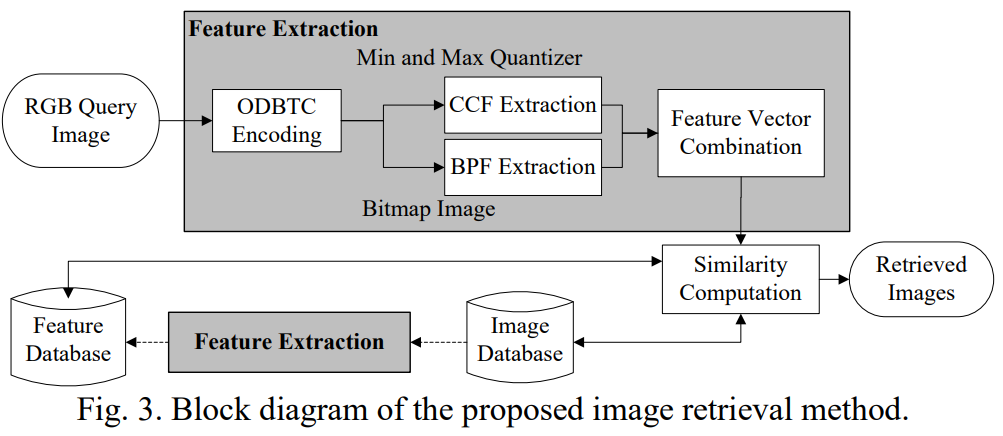 Feature Extraction
Min and Max Quantizer
RGB Query
Image
ODBTC
Encoding
CCF Extraction
BPF Extraction
Feature Vector
Combination
Bitmap Image
Similarity
Computation
Retrieved
Images
Feature
Database
Feature Extraction
Image
Database
Fig. 3. Block diagram of the proposed image retrieval method.